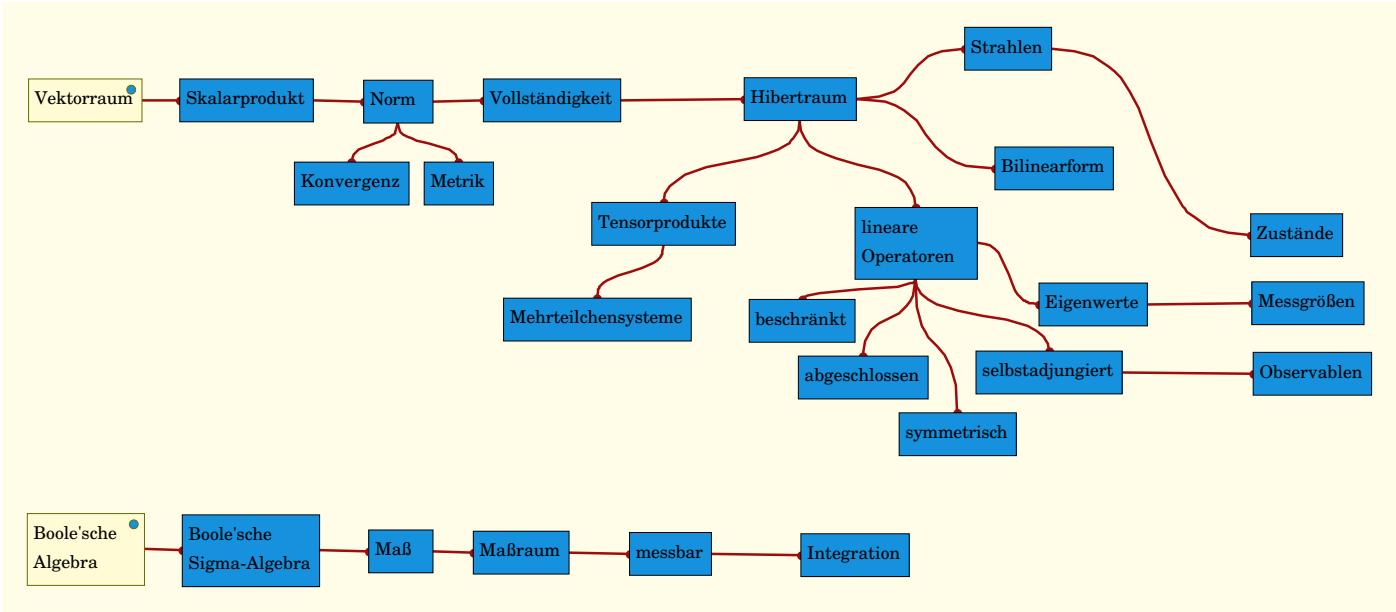 Strahlen
Vektorraum
Skalarprodukt
Norm
Vollständigkeit
Hibertraum
Bilinearform
Konvergenz
Metrik
Tensorprodukte
lineare
Operatoren
Zustände
Mehrteilchensysteme
beschränkt
Eigenwerte
Messgrößen
abgeschlossen
selbstadjungiert
Observablen
symmetrisch
Boole'sche
Algebra
Boole'sche
Sigma-Algebra
Maß
Maßraum
messbar
Integration